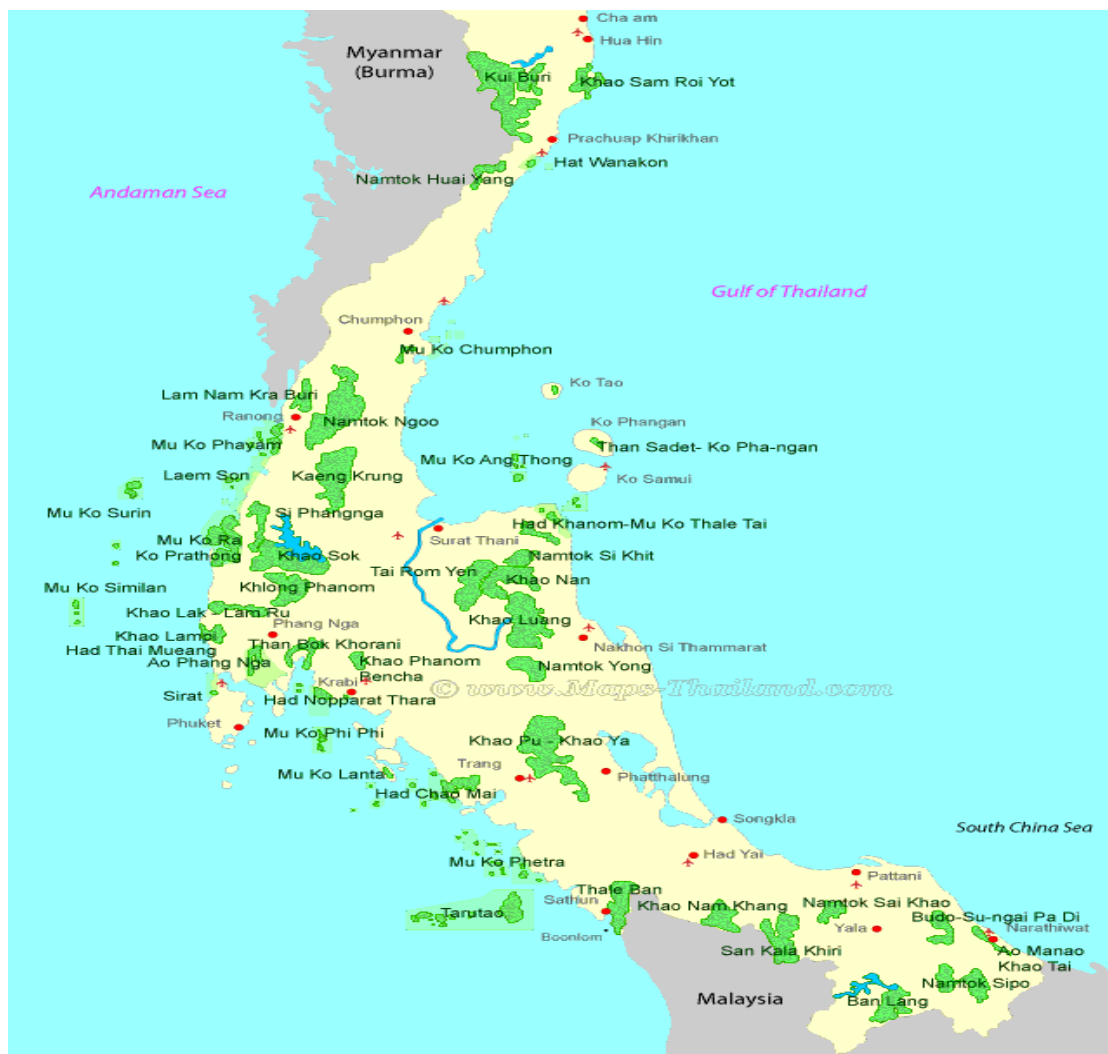 Cha am
Hua Hin
Myanmar
(Burma)
Kui Buri
Khao Sam Roi Yot
Prachuap Khirikhan
Hat Wanakon
Namtok Huai Yang
Andaman Sea
Gulf of Thailand
Chumphon
Mu Ko Chumphon
Ko Tao
Lam Nam Kra Buri
Ranong
Namtok Ngoo
Ko Phangan
Mu Ko Phayam
Than Sadet- Ko Pha-ngan
Mu Ko Ang Thong
Laem Son
Kaeng Krung
Ko Samui
Mu Ko Surin
Si Phangnga
Had Khanom-Mu Ko Thale Tai
Mu Ko Ra
Surat Thani
Ko Prathong
Khao Sok
Namtok Si Khit
Tai Rom Yen
Khao Nan
Mu Ko Similan
Khlong Phanom
Khao Lak - Lam Ru
Phang Nga
Khao Luang
Khao Lampi
Had Thai Mueang
Than Bok Khorani
Nakhon Si Thammarat
Ao Phang Nga
Khao Phanom
Bencha
Namtok Yong
Krabi
© www.Maps-Thailand.com
Sirat
Had Nopparat Thara
Phuket
Mu Ko Phi Phi
Khao Pu - Khao Ya
Trang
Mu Ko Lanta
Phatthalung
Had Chao Mai
Songkla
South China Sea
Had Yai
Mu Ko Phetra
Pattani
Thale Ban
Sathun
Khao Nam Khang
Namtok Sai Khao
Tarutao
Budo-Su-ngai Pa Di
Boonlom
Yala
Narathiwat
San Kala Khiri
Ao Manao
Khao Tai
Namtok Sipo
Malaysia
Ban Lang